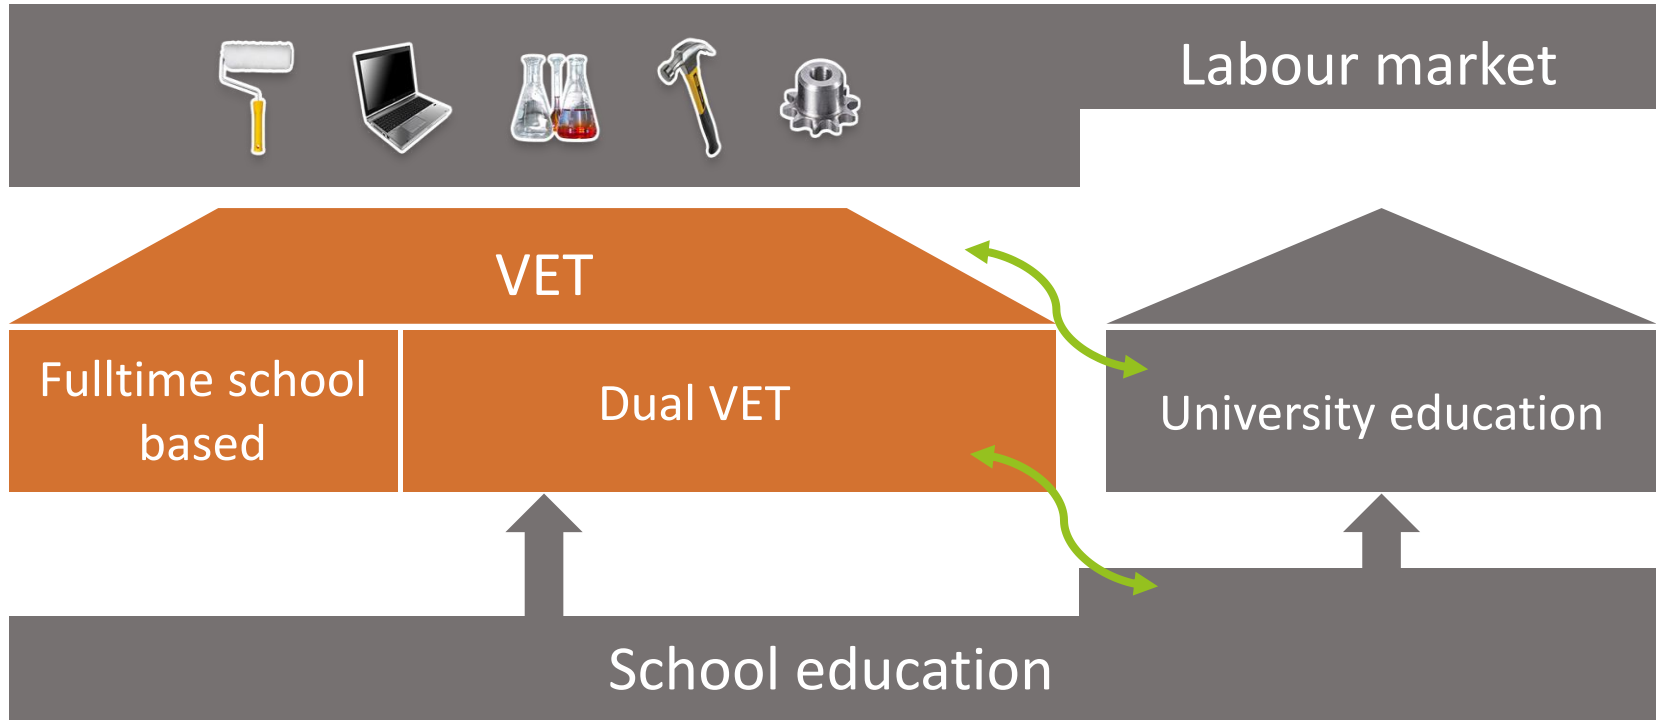 Labour market
VET
Fulltime school
based
Dual VET
University education
School education